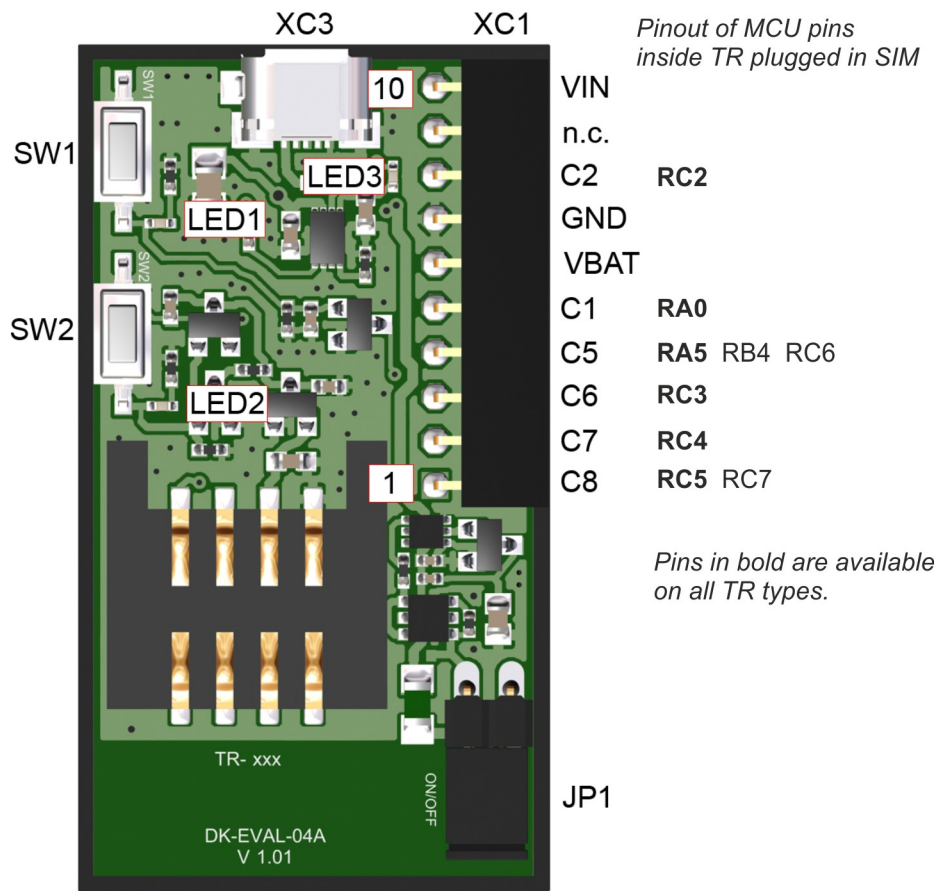 XC3
XC1
Pinout of MCU pins
inside TR plugged in SIM
SW1
10
VIN
n.c.
SW1
LED3
C2 RC2
LED1
GND
SW2
VBAT
SW2
C1 RA0
C5 RA5 RB4 RC6
LED2
C6 RC3
C7 RC4
1
C8 RC5 RC7
Pins in bold are available
on all TR types.
TR- xxx
ON/OFF
JP1
DK-EVAL-04A
V 1.01